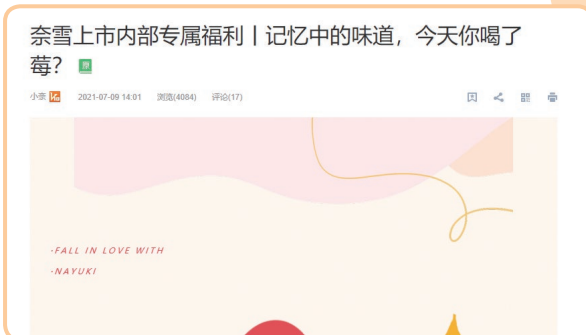 奈雪上市内部专属福利丨记忆中的味道，今天你喝了
莓？ 原
小奈 2021-07-09 14:01 浏览(4084) 评论(17)
-FALL IN LOVE WITH
-NAYUKI